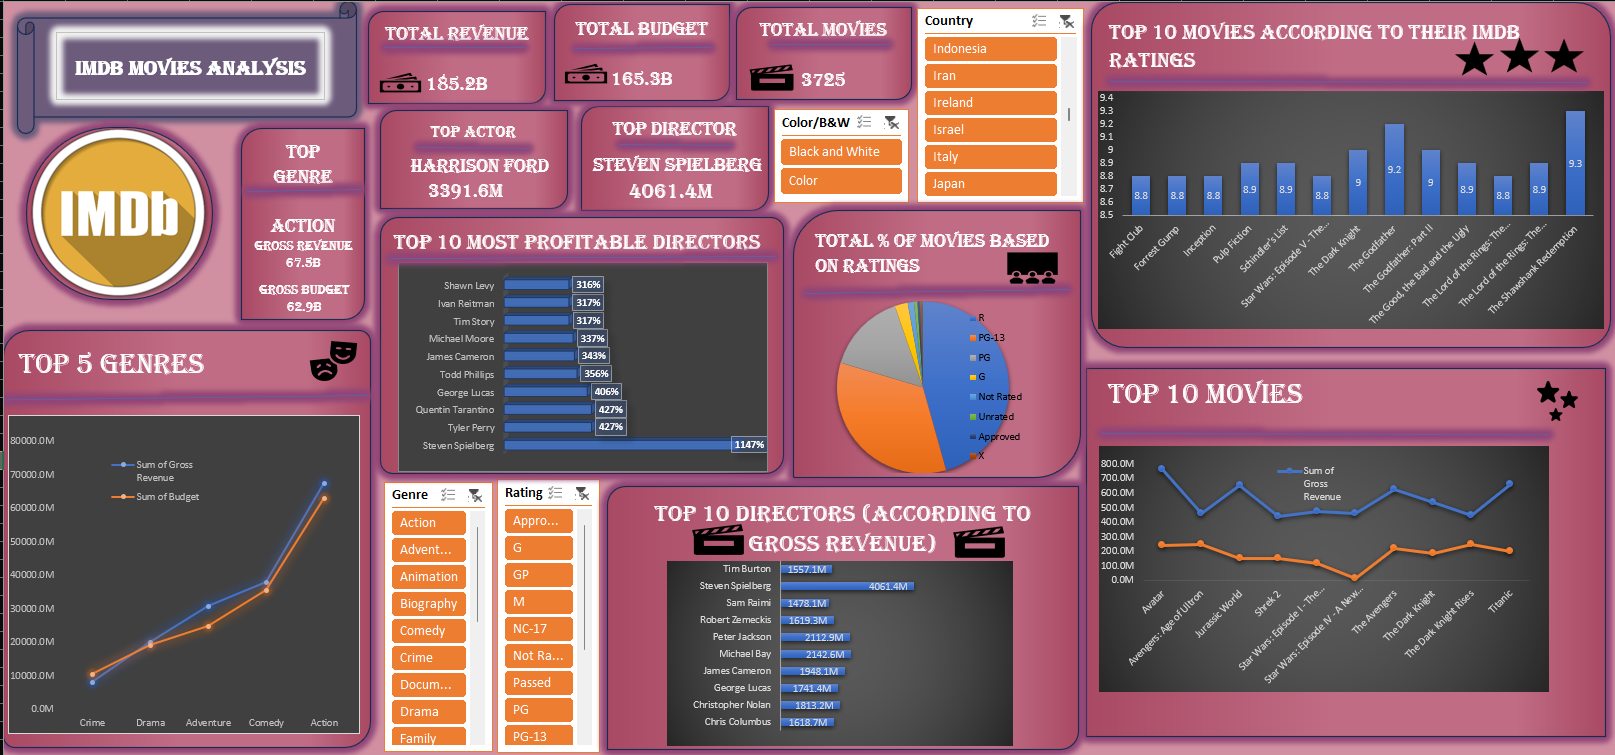 IMDB MOVIES ANALYSIS
IMDb
TOTAL REVENUE
185.2B
TOTAL BUDGET
165.3B
TOTAL MOVIES
3725
TOP ACTOR
HARRISON FORD
3391.6M
TOP DIRECTOR
STEVEN SPIELBERG
4061.4M
TOP
GENRE
ACTION
GROSS REVENUE
67.5B
GROSS BUDGET
62.9B
Color/B&W
Black and White
Color
Country
Indonesia
Iran
Ireland
Israel
Italy
Japan
TOP 10 MOVIES ACCORDING TO THEIR IMDB
RATINGS
9.4
9.3
9.2
9.1
9
8.9
8.8
8.7
8.6
8.5
8.8
8.8
8.8
8.9
8.9
8.8
9
9.2
9
8.9
8.8
8.9
9.3
Fight Club
Forrest Gump
Inception
Pulp Fiction
Schindler's List
Star Wars: Episode V - The...
The Dark Knight
The Godfather
The Godfather: Part II
The Good, the Bad and the Ugly
The Lord of the Rings: The...
The Lord of the Rings: The...
The Shawshank Redemption
TOP 10 MOST PROFITABLE DIRECTORS
Shawn Levy 316%
Ivan Reitman 317%
Tim Story 317%
Michael Moore 337%
James Cameron 343%
Todd Phillips 356%
George Lucas 406%
Quentin Tarantino 427%
Tyler Perry 427%
Steven Spielberg 1147%
TOTAL % OF MOVIES BASED
ON RATINGS
R
PG-13
PG
G
Not Rated
Unrated
Approved
X
TOP 5 GENRES
80000.0M
70000.0M
60000.0M
50000.0M
40000.0M
30000.0M
20000.0M
10000.0M
0.0M
Sum of Gross
Revenue
Sum of Budget
Crime
Drama
Adventure
Comedy
Action
Genre
Action
Advent...
Animation
Biography
Comedy
Crime
Docum...
Drama
Family
Rating
Appro...
G
GP
M
NC-17
Not Ra...
Passed
PG
PG-13
TOP 10 DIRECTORS (ACCORDING TO
GROSS REVENUE)
Tim Burton 1557.1M
Steven Spielberg 4061.4M
Sam Raimi 1478.1M
Robert Zemeckis 1619.3M
Peter Jackson 2112.9M
Michael Bay 2142.6M
James Cameron 1948.1M
George Lucas 1741.4M
Christopher Nolan 1813.2M
Chris Columbus 1618.7M
TOP 10 MOVIES
800.0M
700.0M
600.0M
500.0M
400.0M
300.0M
200.0M
100.0M
0.0M
Sum of
Gross
Revenue
Avatar
Avengers: Age of Ultron
Jurassic World
Shrek 2
Star Wars: Episode I - The...
Star Wars: Episode IV - A New...
The Avengers
The Dark Knight
The Dark Knight Rises
Titanic